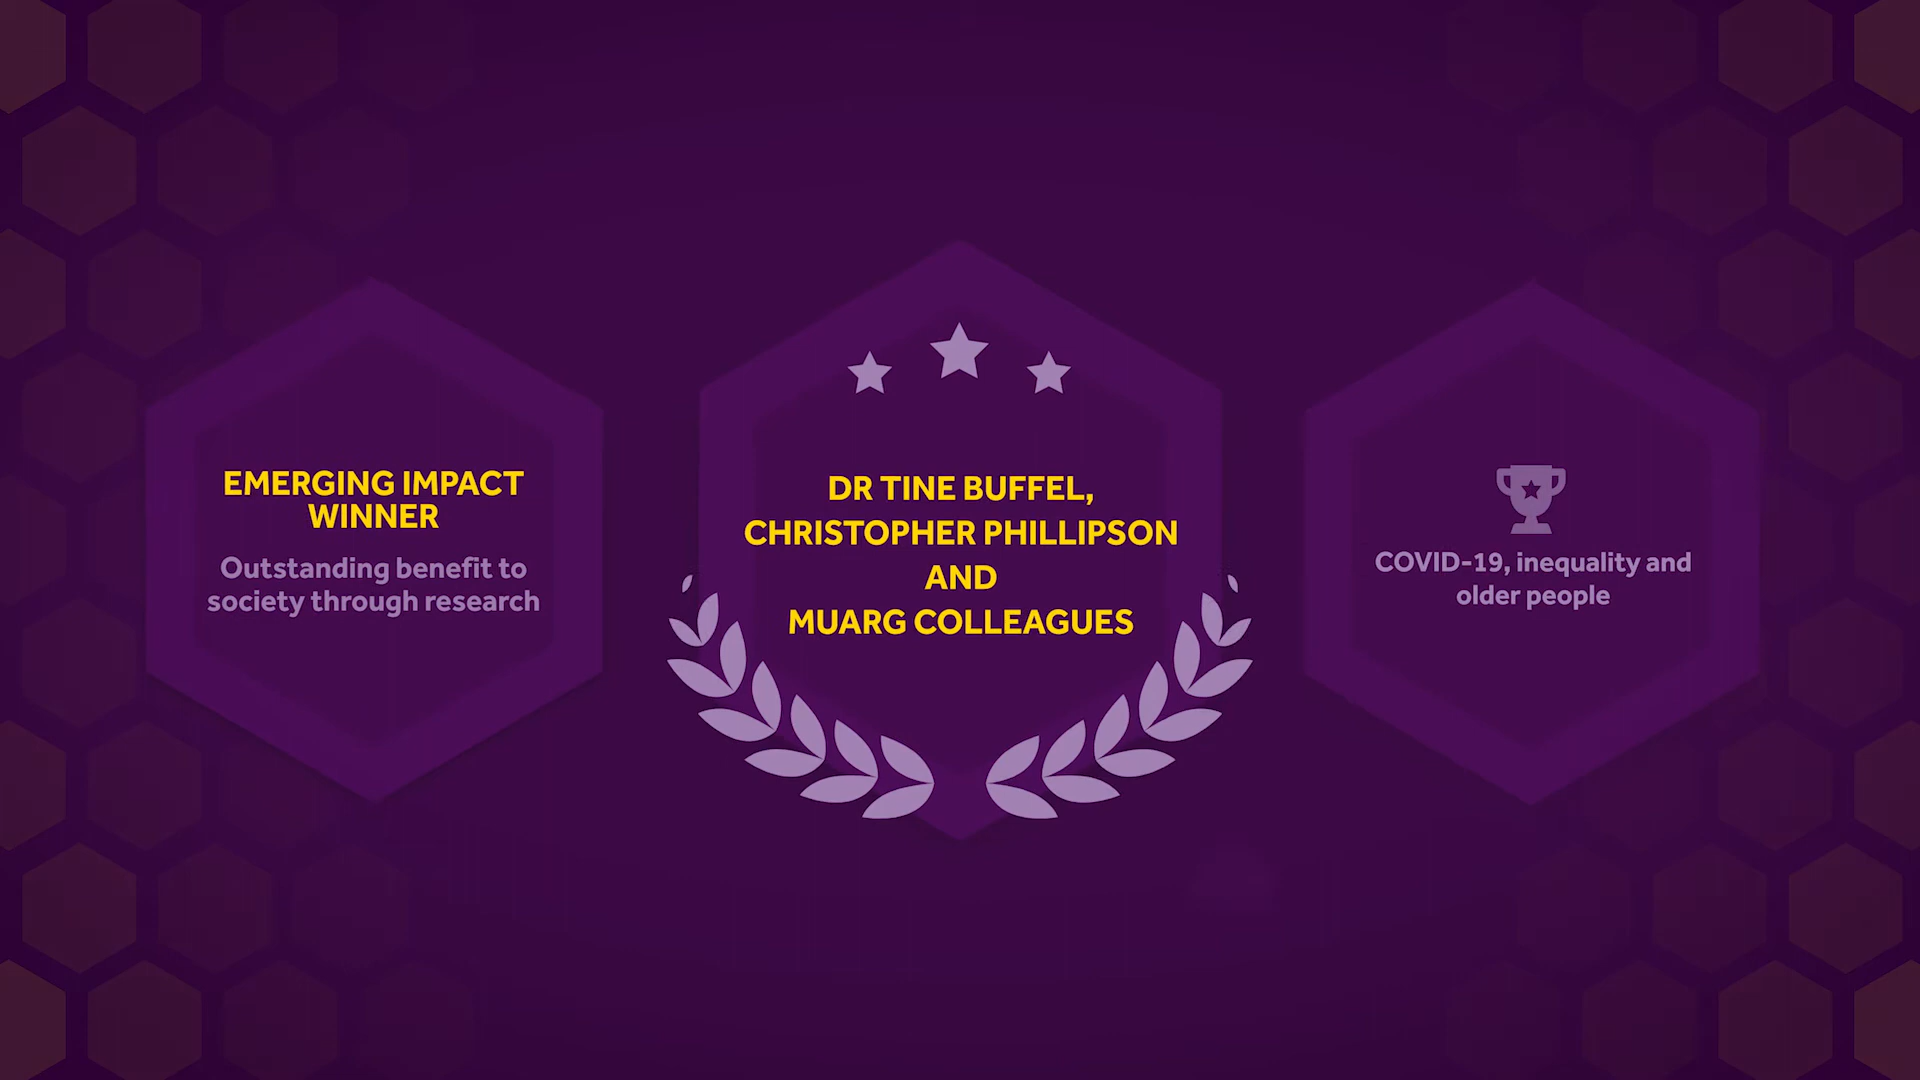 EMERGING IMPACT
WINNER
Outstanding benefit to
society through research
DR TINE BUFFEL,
CHRISTOPHER PHILLIPSON
AND
MUARG COLLEAGUES
COVID-19, inequality and
older people